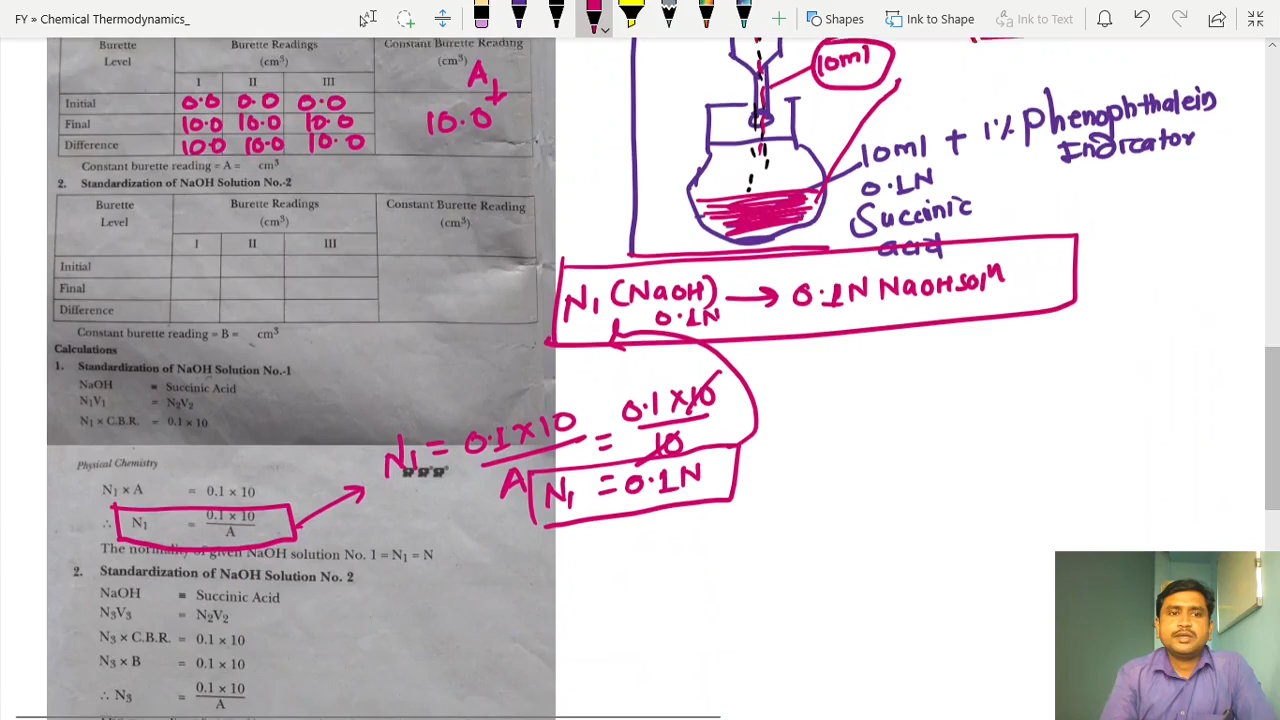 FY » Chemical Thermodynamics_
Shapes
Ink to Shape
Ink to Text
Burette Level
Burette Readings (cm³)
Constant Burette Reading (cm³)
I II III
A
Initial 0.0 0.0 0.0
Final 10.0 10.0 10.0
10.0
Difference 10.0 10.0 10.0
Constant burette reading = A = cm³
2. Standardization of NaOH Solution No.-2
Burette Level
Burette Readings (cm³)
Constant Burette Reading (cm³)
I II III
Initial
Final
Difference
Constant burette reading = B = cm³
Calculations
1. Standardization of NaOH Solution No.-1
NaOH ≡ Succinic Acid
N₁V₁ = N₂V₂
N₁ × C.B.R. = 0.1 × 10
Physical Chemistry
N₁ × A = 0.1 × 10
∴ N₁ = 0.1 × 10 / A
The normality of given NaOH solution No. 1 = N₁ = N
2. Standardization of NaOH Solution No. 2
NaOH ≡ Succinic Acid
N₃V₃ = N₂V₂
N₃ × C.B.R. = 0.1 × 10
N₃ × B = 0.1 × 10
∴ N₃ = 0.1 × 10 / A
10ml
10ml + 1% Phenophthalein Indicator
0.1N
Succinic
acid
N₁ (NaOH) → 0.1N NaOH solⁿ
0.1N
N₁ = 0.1 × 10 / A = 0.1 × 10 / 10
N₁ = 0.1N